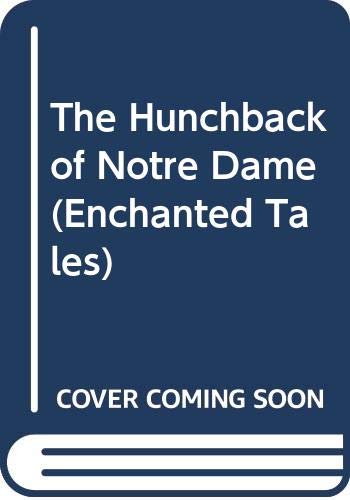 The Hunchback
of Notre Dame
(Enchanted Ta
les)
COVER COMING SOON